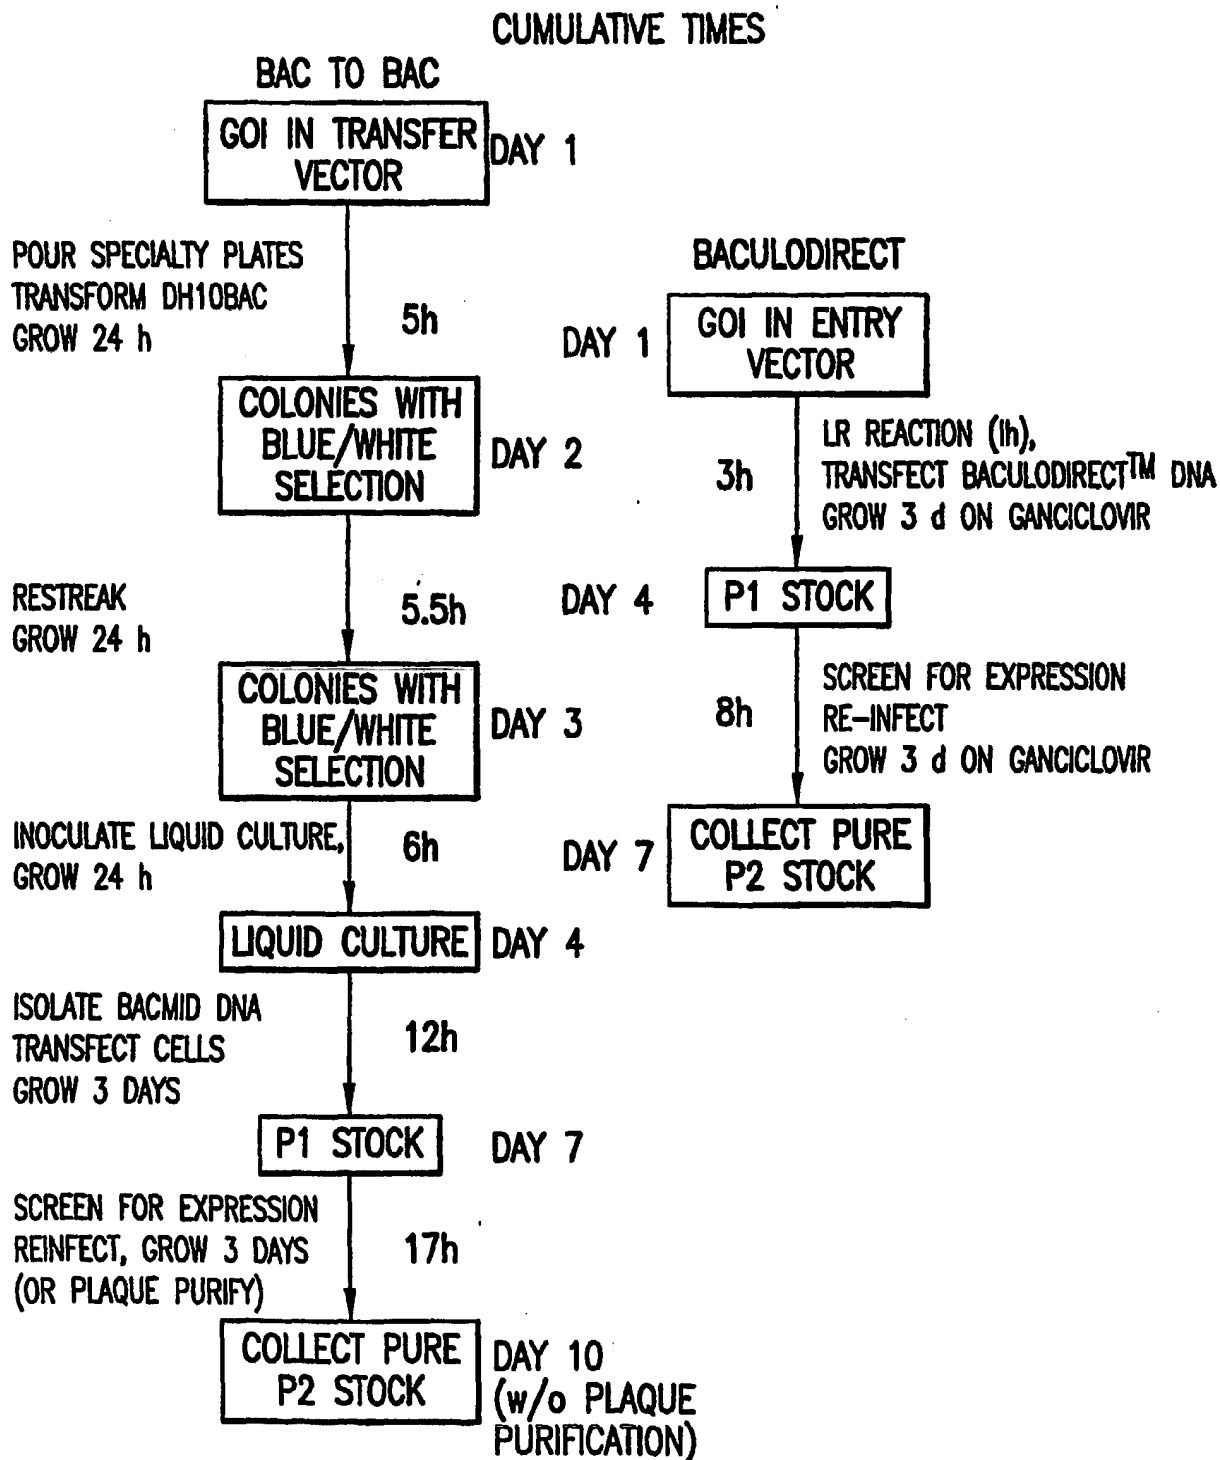 CUMULATIVE TIMES
BAC TO BAC
GOI IN TRANSFER
VECTOR
DAY 1
POUR SPECIALTY PLATES
TRANSFORM DH10BAC
GROW 24 h
5h
COLONIES WITH
BLUE/WHITE
SELECTION
DAY 2
RESTREAK
GROW 24 h
5.5h
COLONIES WITH
BLUE/WHITE
SELECTION
DAY 3
INOCULATE LIQUID CULTURE,
GROW 24 h
6h
LIQUID CULTURE
DAY 4
ISOLATE BACMID DNA
TRANSFECT CELLS
GROW 3 DAYS
12h
P1 STOCK
DAY 7
SCREEN FOR EXPRESSION
REINFECT, GROW 3 DAYS
(OR PLAQUE PURIFY)
17h
COLLECT PURE
P2 STOCK
DAY 10
(w/o PLAQUE
PURIFICATION)
BACULODIRECT
DAY 1
GOI IN ENTRY
VECTOR
3h
LR REACTION (1h),
TRANSFECT BACULODIRECT™ DNA
GROW 3 d ON GANCICLOVIR
DAY 4
P1 STOCK
8h
SCREEN FOR EXPRESSION
RE-INFECT
GROW 3 d ON GANCICLOVIR
DAY 7
COLLECT PURE
P2 STOCK